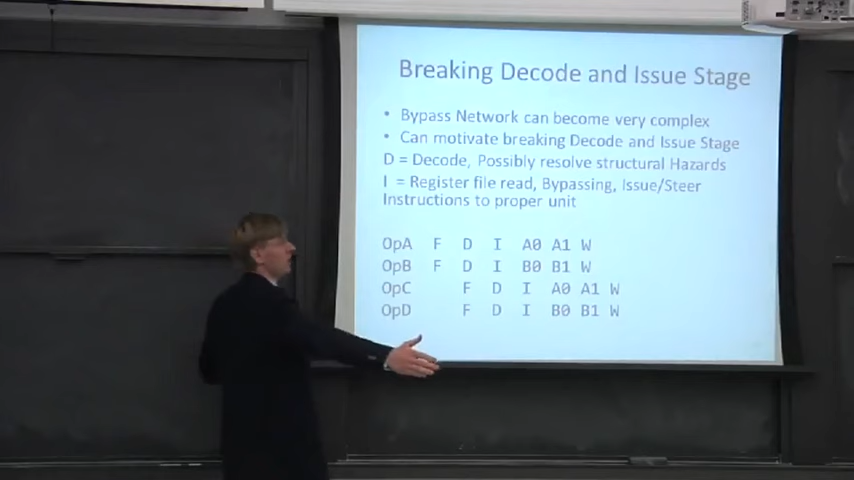 Breaking Decode and Issue Stage
• Bypass Network can become very complex
• Can motivate breaking Decode and Issue Stage
D = Decode, Possibly resolve structural Hazards
I = Register file read, Bypassing, Issue/Steer
Instructions to proper unit
OpA F D I A0 A1 W
OpB F D I B0 B1 W
OpC F D I A0 A1 W
OpD F D I B0 B1 W